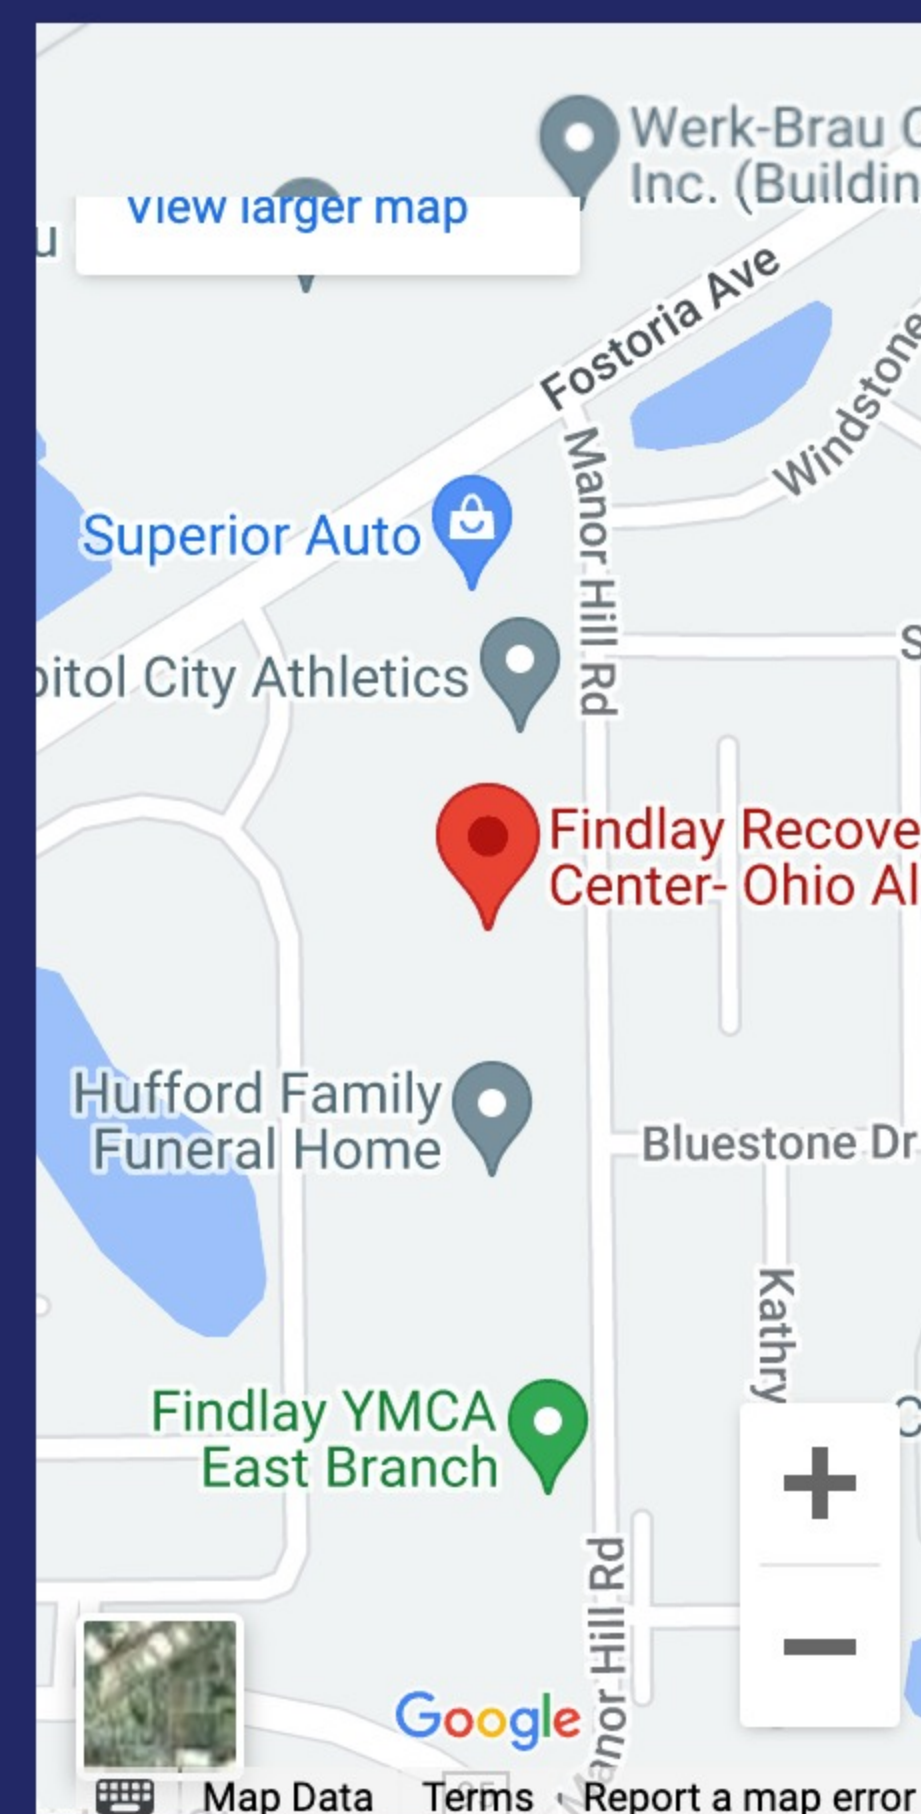 Werk-Brau C
Inc. (Buildin
View larger map
u
Fostoria Ave
Windstone
Manor Hill Rd
Superior Auto
S
pitol City Athletics
Findlay Recove
Center- Ohio Al
Hufford Family
Funeral Home
Bluestone Dr
Kathry
Findlay YMCA
East Branch
C
+
Manor Hill Rd
−
Google
Map Data
Terms
Report a map error